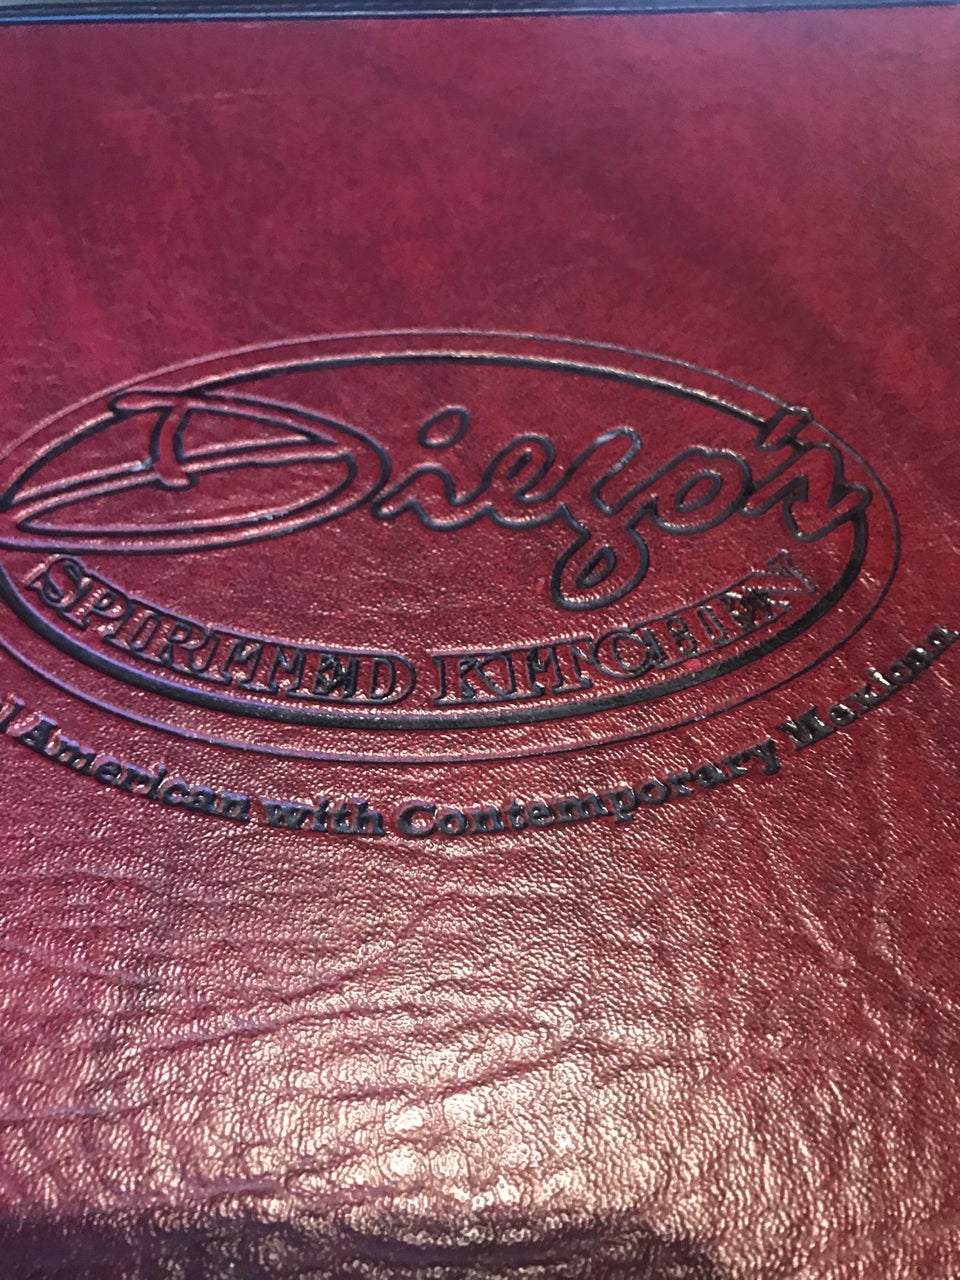 Diego's
SPIRITED KITCHEN
American with Contemporary Mexican